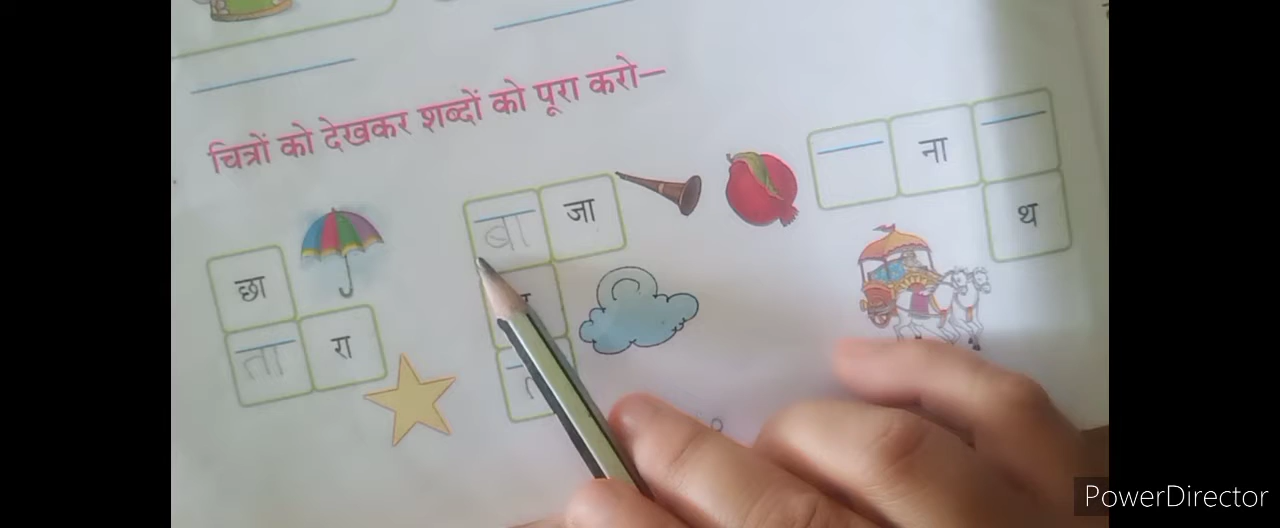 चित्रों को देखकर शब्दों को पूरा करो—
छा
ता रा
बा जा
ना
थ
PowerDirector